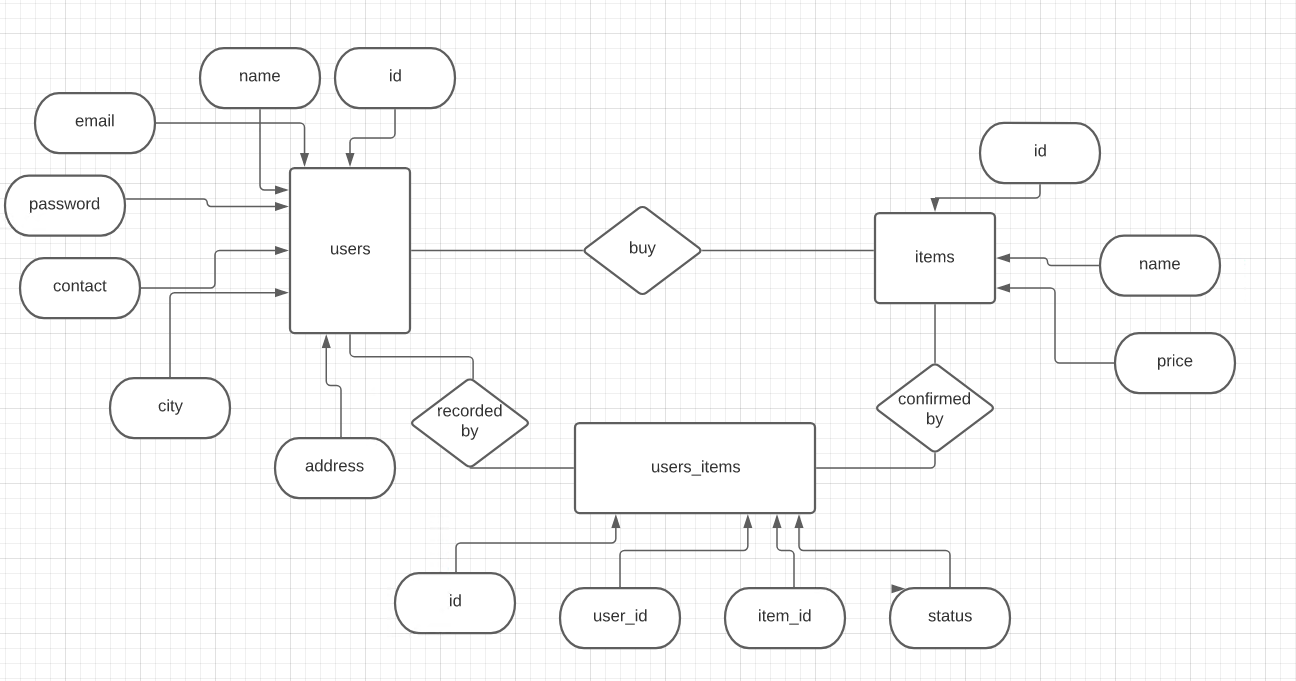 name
id
email
password
contact
city
address
users
buy
items
id
name
price
recorded
by
confirmed
by
users_items
id
user_id
item_id
status